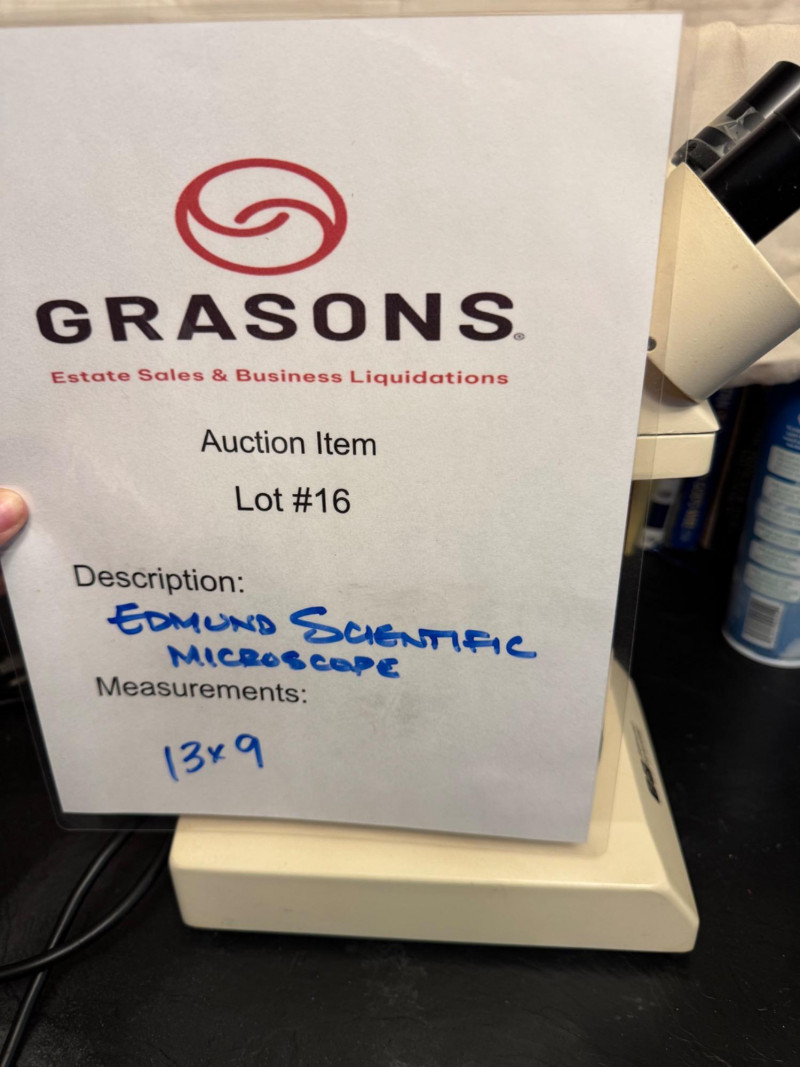 GRASONS®
Estate Sales & Business Liquidations
Auction Item
Lot #16
Description:
EDMUND SCIENTIFIC
MICROSCOPE
Measurements:
13x9